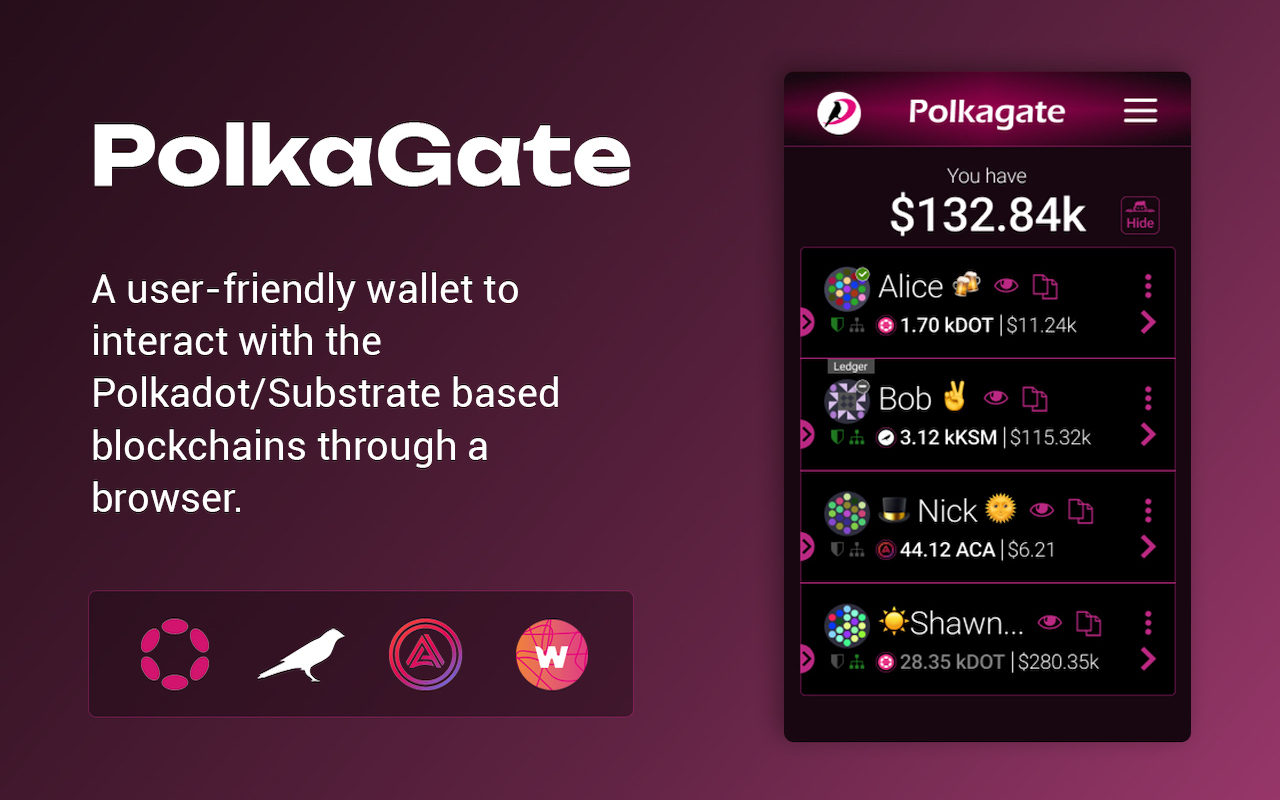 PolkaGate
A user-friendly wallet to
interact with the
Polkadot/Substrate based
blockchains through a
browser.
W
Polkagate
You have
$132.84k
Hide
Alice
1.70 kDOT | $11.24k
Ledger
Bob
3.12 kKSM | $115.32k
Nick
44.12 ACA | $6.21
Shawn...
28.35 kDOT | $280.35k